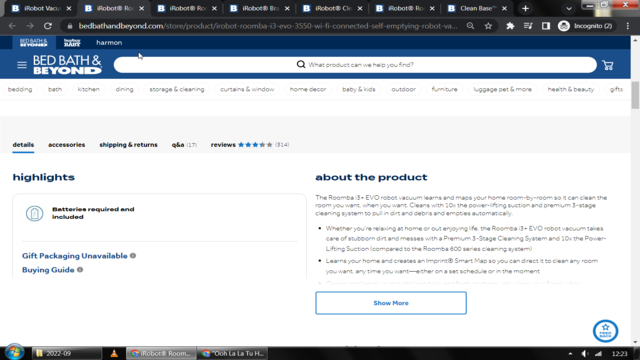 iRobot Vacu
iRobot® Ro
iRobot® Ro
iRobot® Bra
iRobot® Cle
iRobot® Ro
Clean Base™
bedbathandbeyond.com/store/product/irobot-roomba-i3-evo-3550-wi-fi-connected-self-emptying-robot-va...
Incognito (2)
BED BATH & BEYOND
harmon
BED BATH &
BEYOND
What product can we help you find?
bedding
bath
kitchen
dining
storage & cleaning
curtains & window
home decor
baby & kids
outdoor
furniture
luggage pet & more
health & beauty
gifts
details
accessories
shipping & returns
q&a (17)
reviews
(314)
highlights
about the product
Batteries required and
included
Gift Packaging Unavailable
Buying Guide
The Roomba i3+ EVO robot vacuum learns and maps your home room-by-room so it can clean the
room you want, when you want. Cleans with 10x the power-lifting suction and premium 3-stage
cleaning system to pull in dirt and debris and empties automatically.
Whether you're relaxing at home or out enjoying life, the Roomba i3+ EVO robot vacuum takes
care of stubborn dirt and messes with a Premium 3-Stage Cleaning System and 10x the Power-
Lifting Suction (compared to the Roomba 600 series cleaning system)
Learns your home and creates an Imprint® Smart Map so you can direct it to clean any room
you want, any time you want—either on a set schedule or in the moment
Show More
FEED
BACK
2022-09
iRobot® Room...
"Ooh La La Tu H...
12:23